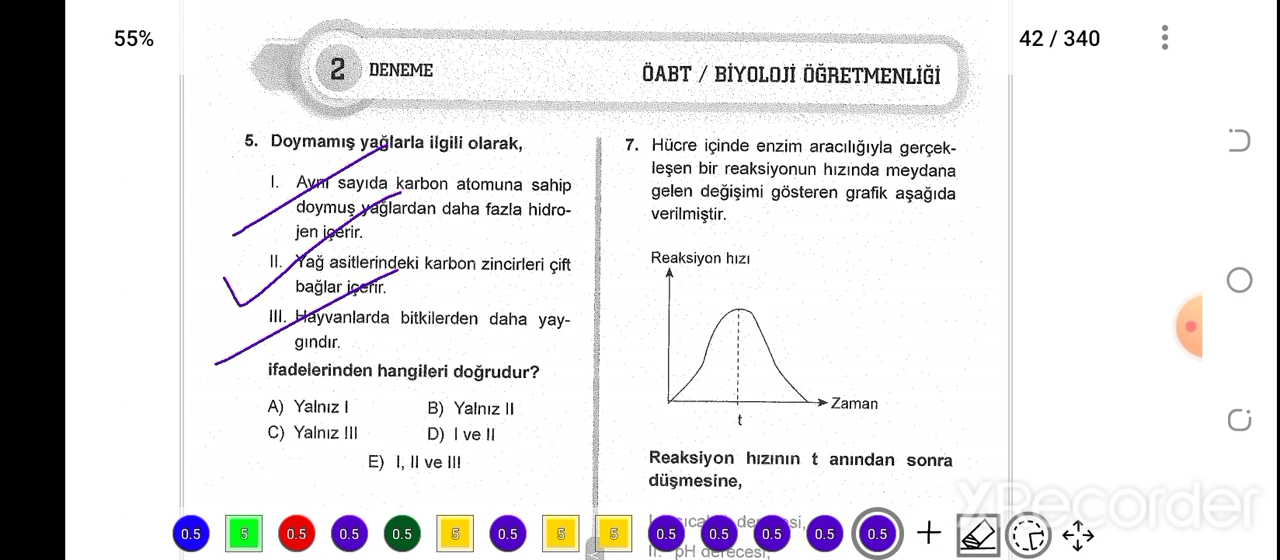 55%
42 / 340
2 DENEME
ÖABT / BİYOLOJİ ÖĞRETMENLİĞİ
5. Doymamış yağlarla ilgili olarak,
I. Aynı sayıda karbon atomuna sahip
doymuş yağlardan daha fazla hidro-
jen içerir.
II. Yağ asitlerindeki karbon zincirleri çift
bağlar içerir.
III. Hayvanlarda bitkilerden daha yay-
gındır.
ifadelerinden hangileri doğrudur?
A) Yalnız I
B) Yalnız II
C) Yalnız III
D) I ve II
E) I, II ve III
7. Hücre içinde enzim aracılığıyla gerçek-
leşen bir reaksiyonun hızında meydana
gelen değişimi gösteren grafik aşağıda
verilmiştir.
Reaksiyon hızı
Zaman
t
Reaksiyon hızının t anından sonra
düşmesine,
II. pH derecesi,
XRecorder
0.5 5 0.5 0.5 0.5 5 0.5 5 5 0.5 0.5 0.5 0.5 0.5